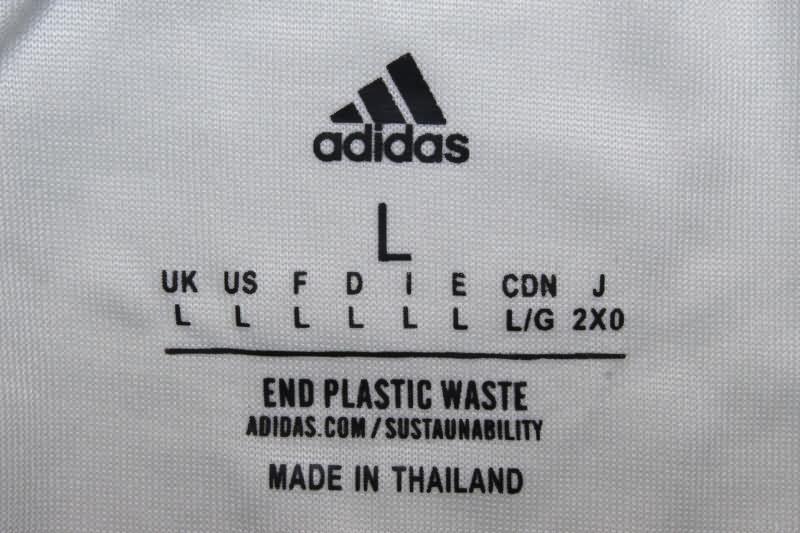 adidas
L
UK US F D I E CDN J
L L L L L L L/G 2X0
END PLASTIC WASTE
ADIDAS.COM/SUSTAUNABILITY
MADE IN THAILAND